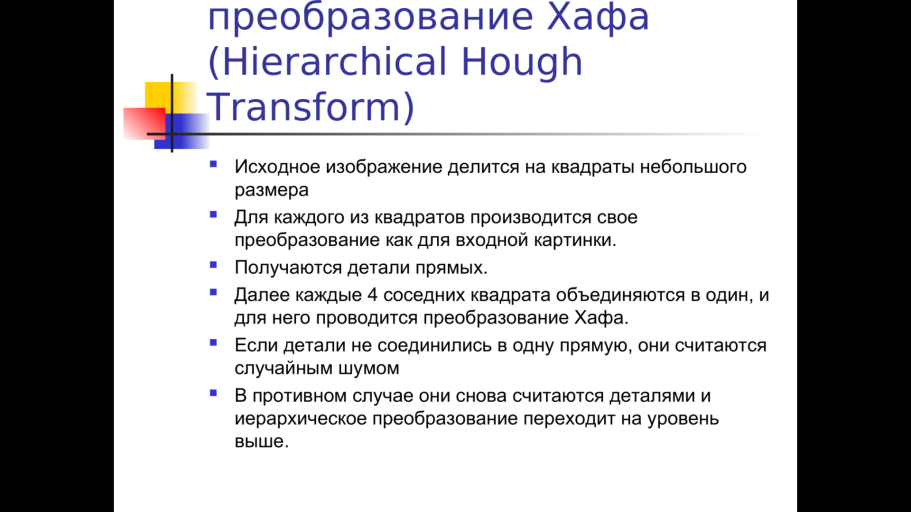 преобразование Хафа
(Hierarchical Hough
Transform)
Исходное изображение делится на квадраты небольшого
размера
Для каждого из квадратов производится свое
преобразование как для входной картинки.
Получаются детали прямых.
Далее каждые 4 соседних квадрата объединяются в один, и
для него проводится преобразование Хафа.
Если детали не соединились в одну прямую, они считаются
случайным шумом
В противном случае они снова считаются деталями и
иерархическое преобразование переходит на уровень
выше.